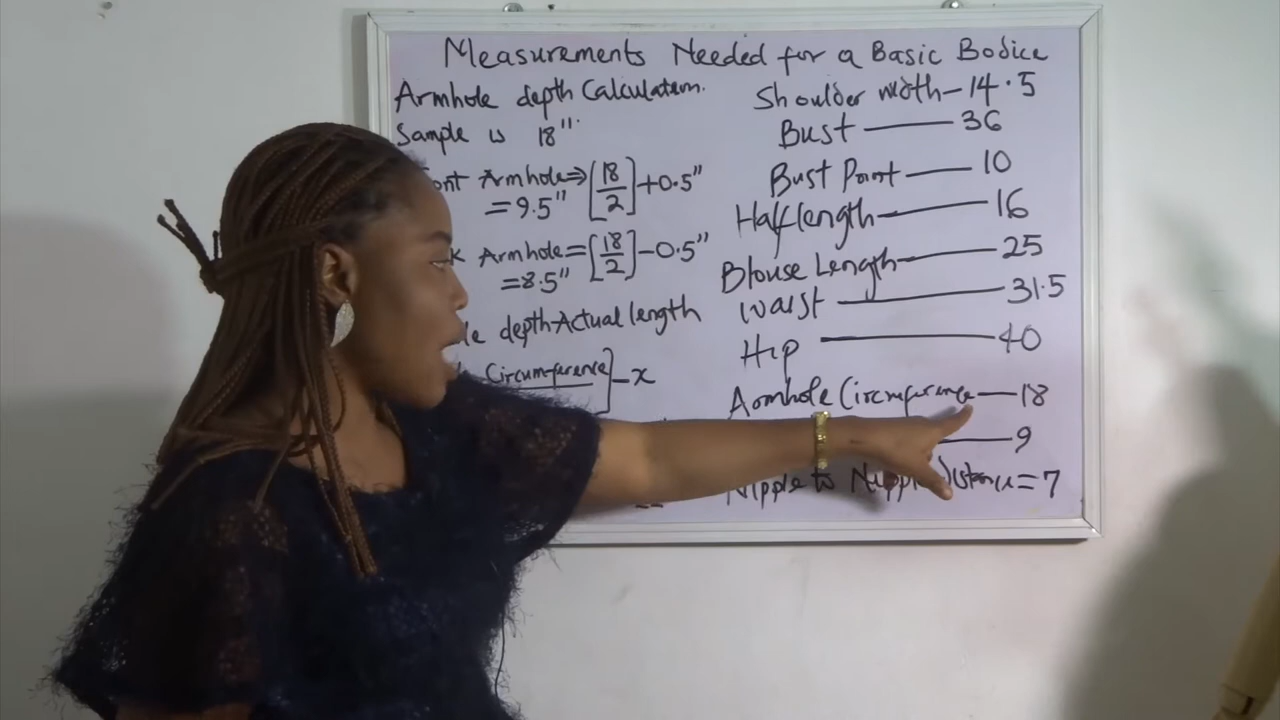 Measurements Needed for a Basic Bodice
Armhole depth Calculation.
Sample is 18".
Armhole ⇒ [18/2] + 0.5"
= 9.5"
Armhole = [18/2] - 0.5"
= 8.5"
depth - Actual length
Circumference] - x
Shoulder width - 14.5
Bust — 36
Bust Point — 10
Half length — 16
Blouse Length — 25
Waist — 31.5
Hip — 40
Armhole Circumference — 18
— 9
Nipple to Nipple distance = 7